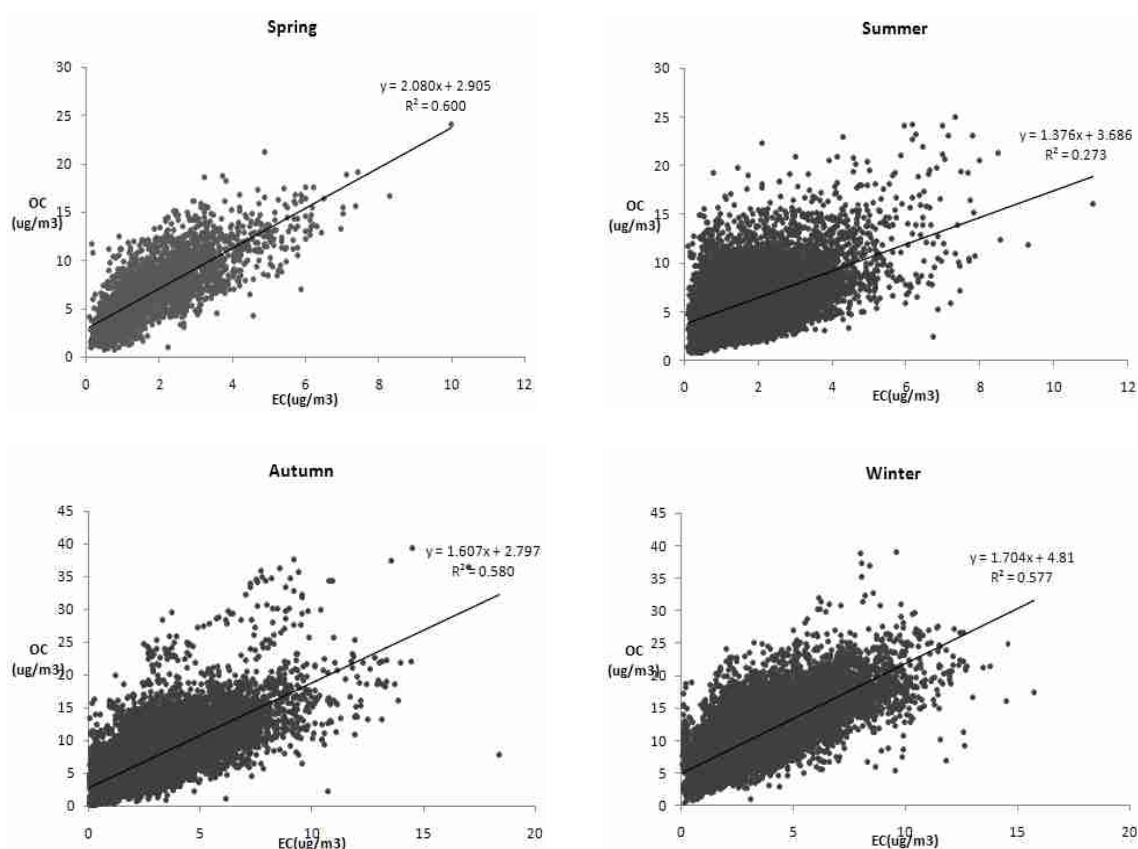 Spring
30
25
20
15
10
5
0
OC
(ug/m3)
y = 2.080x + 2.905
R² = 0.600
0 2 4 6 8 10 12
EC(ug/m3)
Summer
30
25
20
15
10
5
0
OC
(ug/m3)
y = 1.376x + 3.686
R² = 0.273
0 2 4 6 8 10 12
EC(ug/m3)
Autumn
45
40
35
30
25
20
15
10
5
0
OC
(ug/m3)
y = 1.607x + 2.797
R² = 0.580
0 5 10 15 20
EC(ug/m3)
Winter
45
40
35
30
25
20
15
10
5
0
OC
(ug/m3)
y = 1.704x + 4.81
R² = 0.577
0 5 10 15 20
EC(ug/m3)